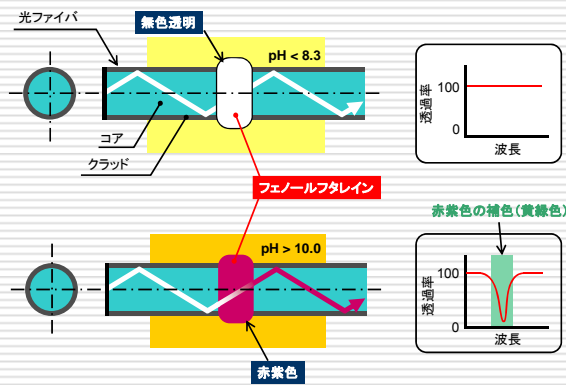 光ファイバ
無色透明
pH < 8.3
コア
クラッド
透過率
100
0
波長
フェノールフタレイン
赤紫色の補色(黄緑色)
pH > 10.0
透過率
100
0
波長
赤紫色